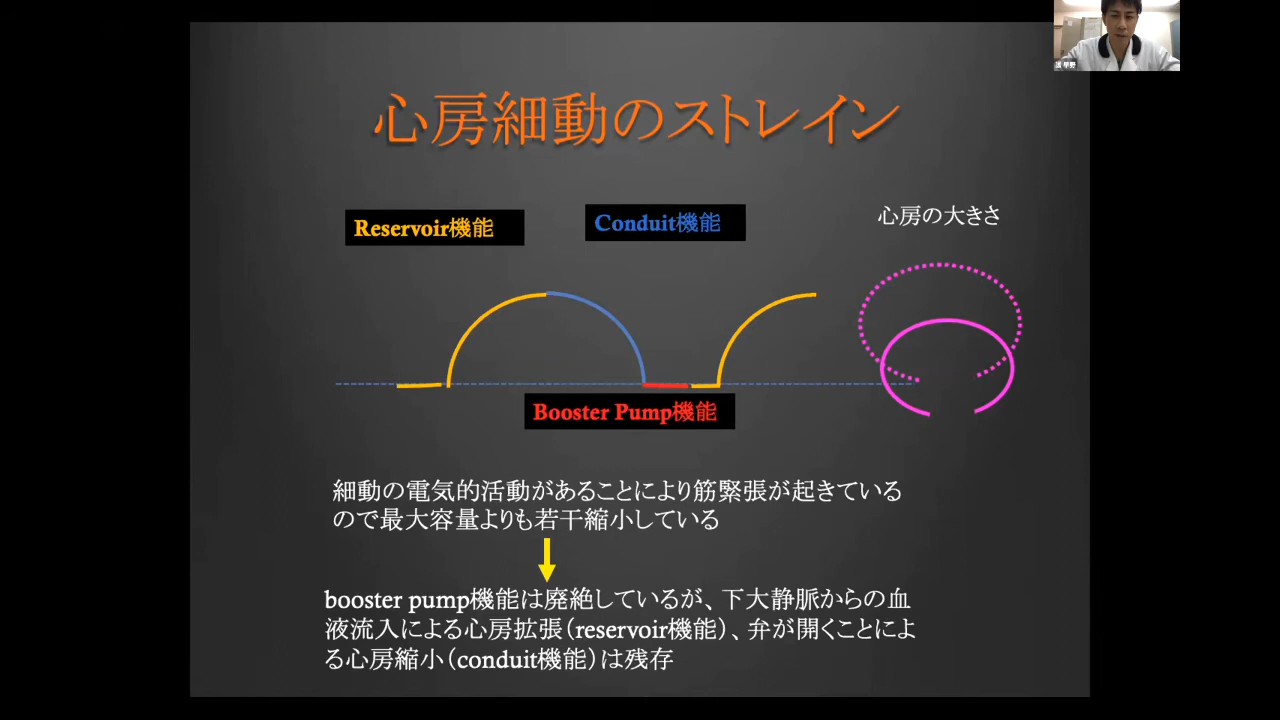 心房細動のストレイン
Reservoir機能
Conduit機能
心房の大きさ
Booster Pump機能
細動の電気的活動があることにより筋緊張が起きている
ので最大容量よりも若干縮小している
booster pump機能は廃絶しているが、下大静脈からの血
液流入による心房拡張（reservoir機能）、弁が開くことによ
る心房縮小（conduit機能）は残存